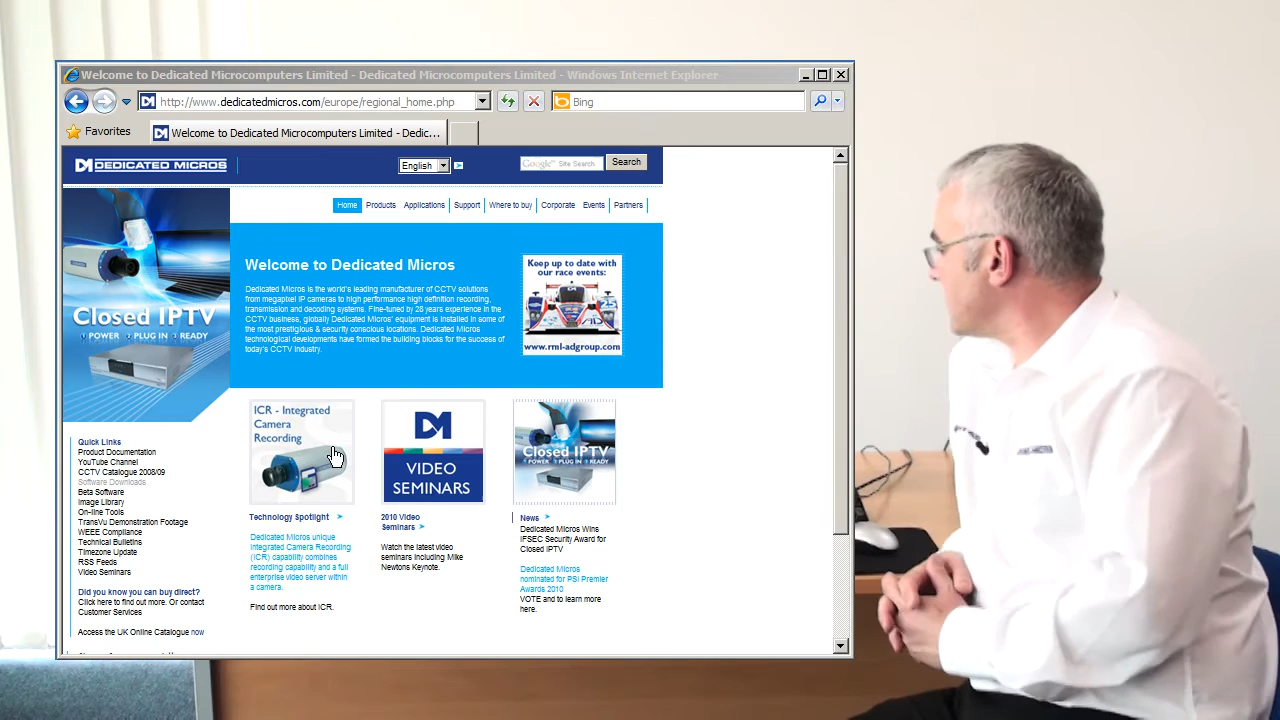 Welcome to Dedicated Microcomputers Limited - Dedicated Microcomputers Limited - Windows Internet Explorer
http://www.dedicatedmicros.com/europe/regional_home.php
Bing
Favorites
Welcome to Dedicated Microcomputers Limited - Dedic...
DEDICATED MICROS
English
Google™ Site Search
Search
Home
Products
Applications
Support
Where to buy
Corporate
Events
Partners
Closed IPTV
POWER PLUG IN READY
Welcome to Dedicated Micros
Dedicated Micros is the world's leading manufacturer of CCTV solutions
from megapixel IP cameras to high performance high definition recording,
transmission and decoding systems. Fine-tuned by 28 years experience in the
CCTV business, globally Dedicated Micros' equipment is installed in some of
the most prestigious & security conscious locations. Dedicated Micros
technological developments have formed the building blocks for the success of
today's CCTV industry.
Keep up to date with
our race events:
www.rml-adgroup.com
Quick Links
Product Documentation
YouTube Channel
CCTV Catalogue 2008/09
Software Downloads
Beta Software
Image Library
On-line Tools
TransVu Demonstration Footage
WEEE Compliance
Technical Bulletins
Timezone Update
RSS Feeds
Video Seminars
Did you know you can buy direct?
Click here to find out more. Or contact
Customer Services
Access the UK Online Catalogue now
ICR - Integrated
Camera
Recording
Technology Spotlight
Dedicated Micros unique
Integrated Camera Recording
(ICR) capability combines
recording capability and a full
enterprise video server within
a camera.
Find out more about ICR.
DM
VIDEO
SEMINARS
2010 Video
Seminars
Watch the latest video
seminars including Mike
Newtons Keynote.
Closed IPTV
POWER PLUG IN READY
News
Dedicated Micros Wins
IFSEC Security Award for
Closed IPTV
Dedicated Micros
nominated for PSI Premier
Awards 2010
VOTE and to learn more
here.